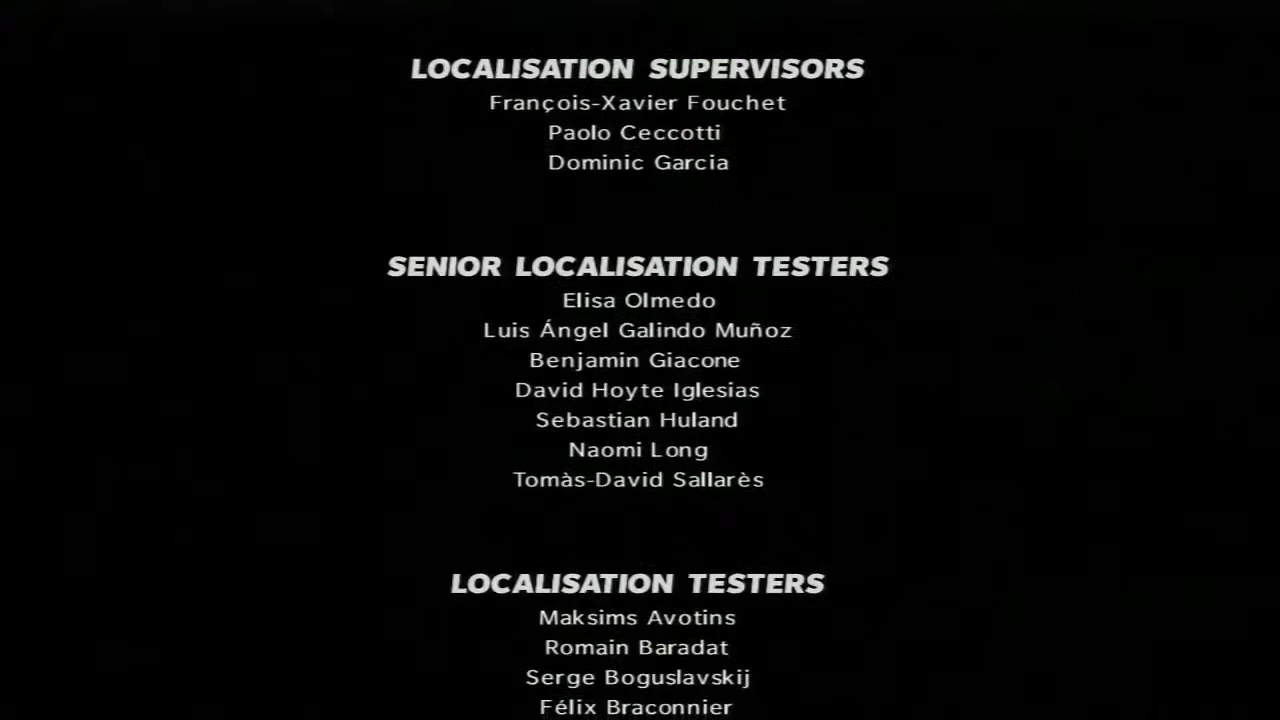 LOCALISATION SUPERVISORS
François-Xavier Fouchet
Paolo Ceccotti
Dominic Garcia
SENIOR LOCALISATION TESTERS
Elisa Olmedo
Luis Ángel Galindo Muñoz
Benjamin Giacone
David Hoyte Iglesias
Sebastian Huland
Naomi Long
Tomàs-David Sallarès
LOCALISATION TESTERS
Maksims Avotins
Romain Baradat
Serge Boguslavskij
Félix Braconnier